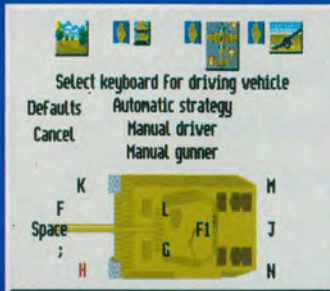 Select keyboard for driving vehicle
Defaults Automatic strategy
Cancel Manual driver
Manual gunner
K M
F L
Space F1 J
; G
H N